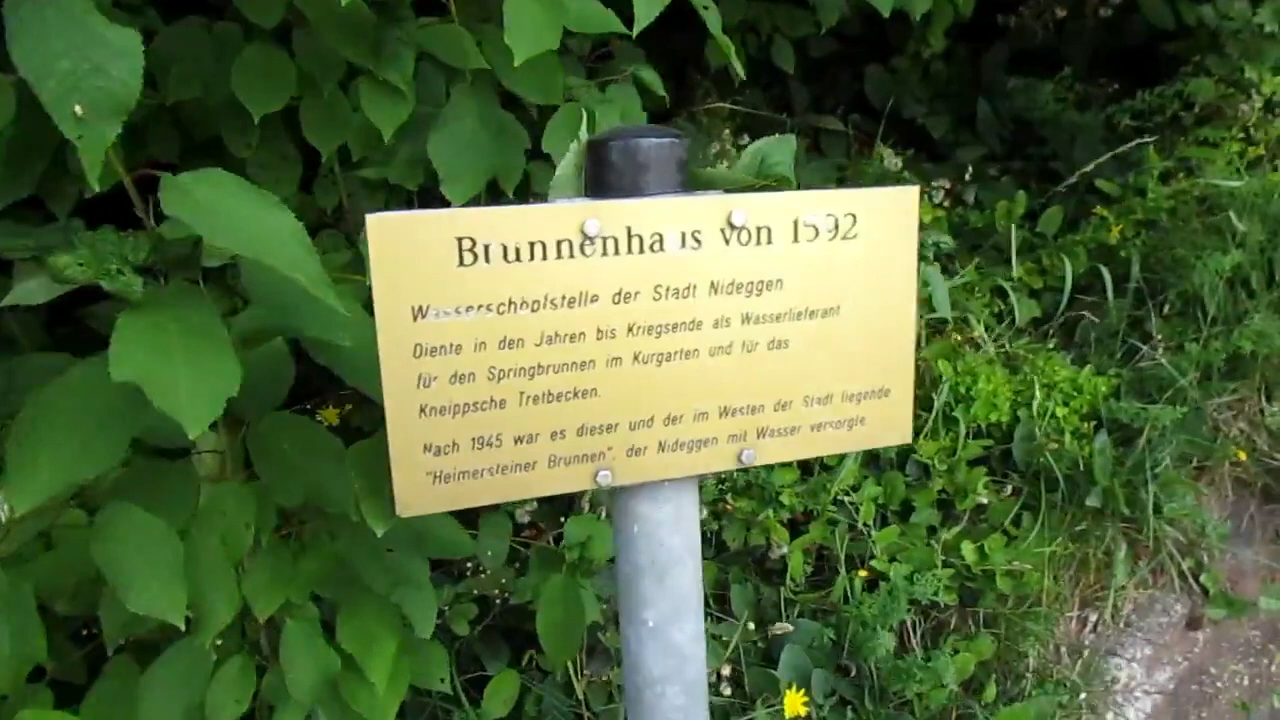 Brunnenhaus von 1592
Wasserschöpfstelle der Stadt Nideggen
Diente in den Jahren bis Kriegsende als Wasserlieferant
für den Springbrunnen im Kurgarten und für das
Kneippsche Tretbecken.
Nach 1945 war es dieser und der im Westen der Stadt liegende
"Heimersteiner Brunnen", der Nideggen mit Wasser versorgte